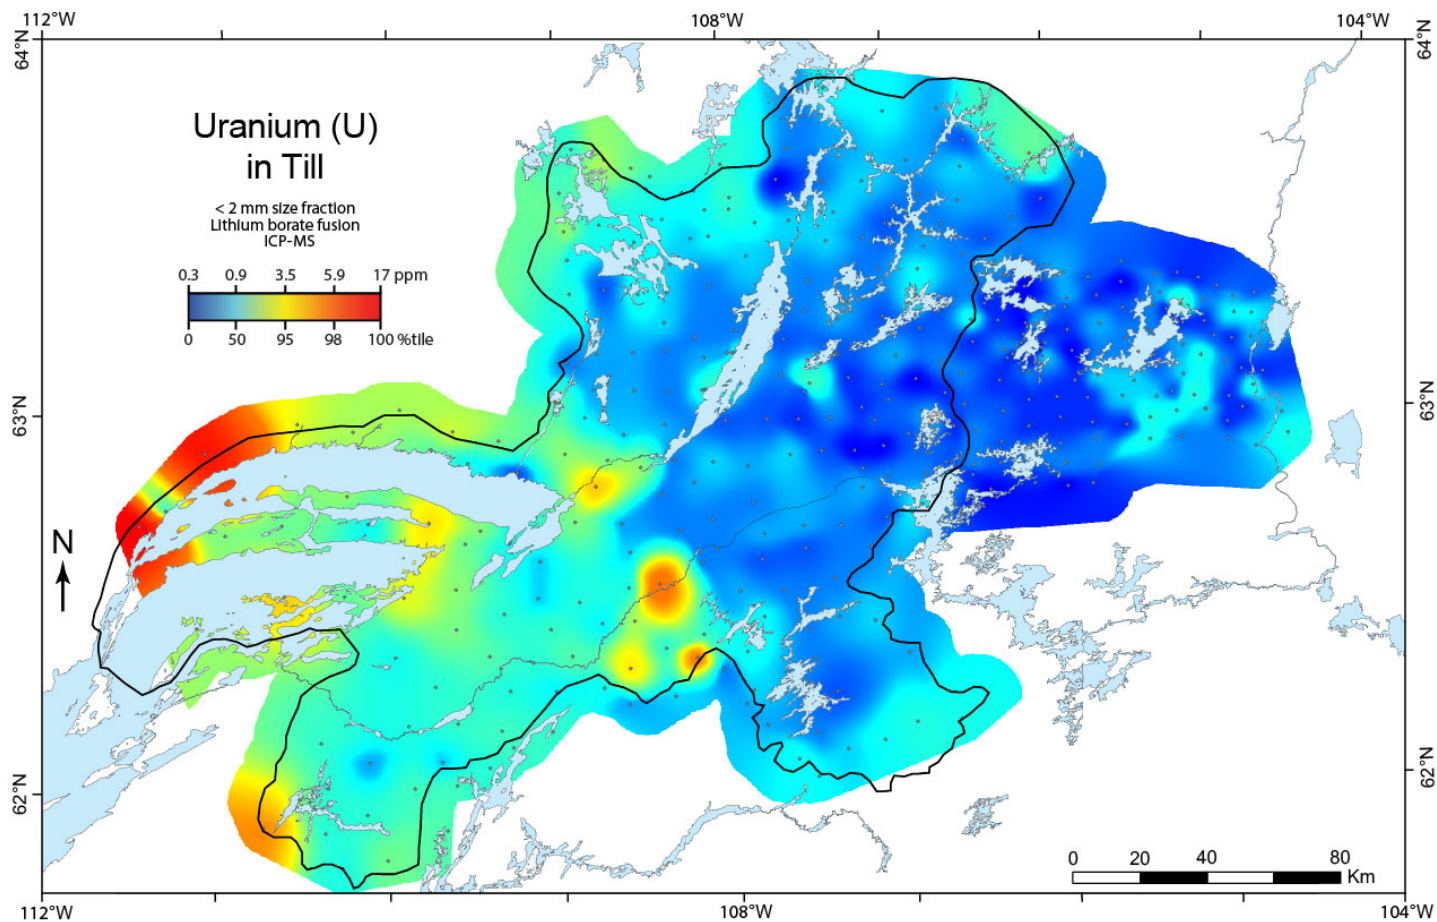 112°W 108°W 104°W
64°N 64°N
Uranium (U)
in Till
< 2 mm size fraction
Lithium borate fusion
ICP-MS
0.3 0.9 3.5 5.9 17 ppm
0 50 95 98 100 %tile
63°N 63°N
N
62°N 62°N
0 20 40 80
Km
112°W 108°W 104°W